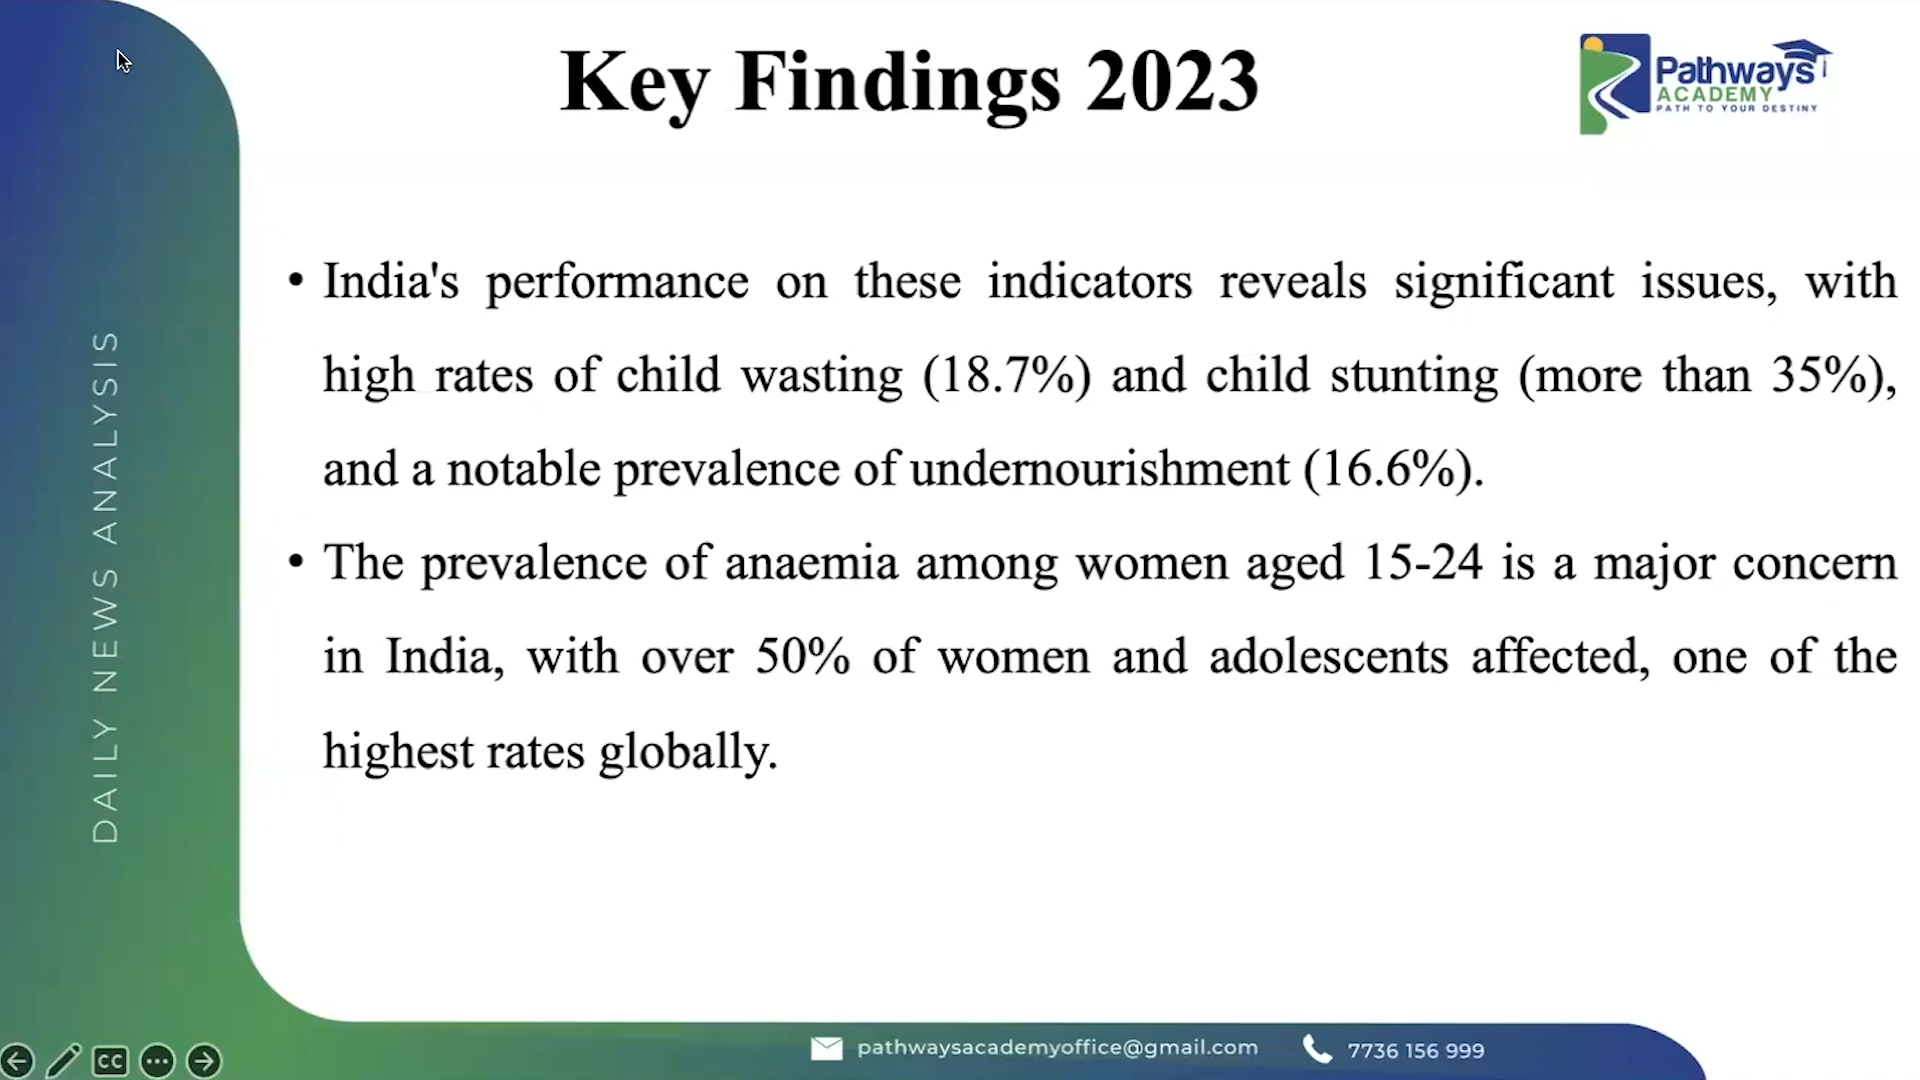 Key Findings 2023
Pathways
ACADEMY
PATH TO YOUR DESTINY
DAILY NEWS ANALYSIS
• India's performance on these indicators reveals significant issues, with
high rates of child wasting (18.7%) and child stunting (more than 35%),
and a notable prevalence of undernourishment (16.6%).
• The prevalence of anaemia among women aged 15-24 is a major concern
in India, with over 50% of women and adolescents affected, one of the
highest rates globally.
CC
pathwaysacademyoffice@gmail.com
7736 156 999